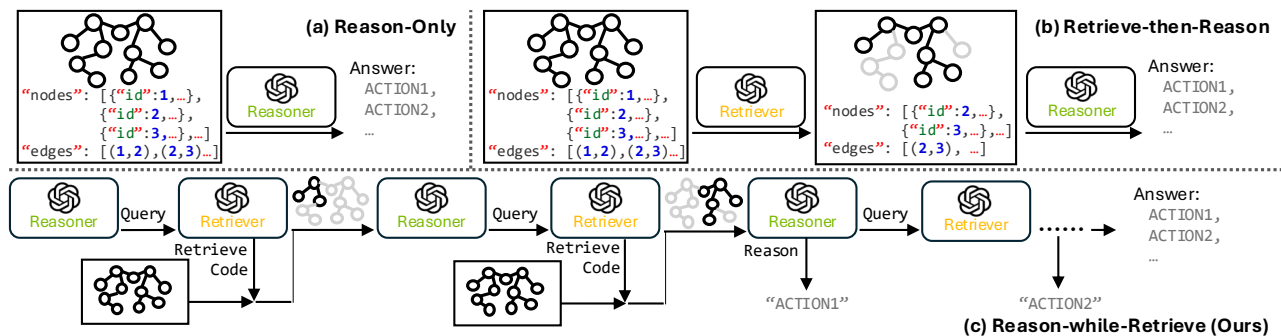 (a) Reason-Only
"nodes": [{"id":1,…},
{"id":2,…},
{"id":3,…},…]
"edges": [(1,2),(2,3)…]
Reasoner
Answer:
ACTION1,
ACTION2,
…
(b) Retrieve-then-Reason
"nodes": [{"id":1,…},
{"id":2,…},
{"id":3,…},…]
"edges": [(1,2),(2,3)…]
Retriever
"nodes": [{"id":2,…},
{"id":3,…},…]
"edges": [(2,3), …]
Reasoner
Answer:
ACTION1,
ACTION2,
…
Reasoner
Query
Retriever
Retrieve
Code
Reasoner
Query
Retriever
Retrieve
Code
Reasoner
Query
Retriever
......
Reason
"ACTION1"
"ACTION2"
Answer:
ACTION1,
ACTION2,
…
(c) Reason-while-Retrieve (Ours)